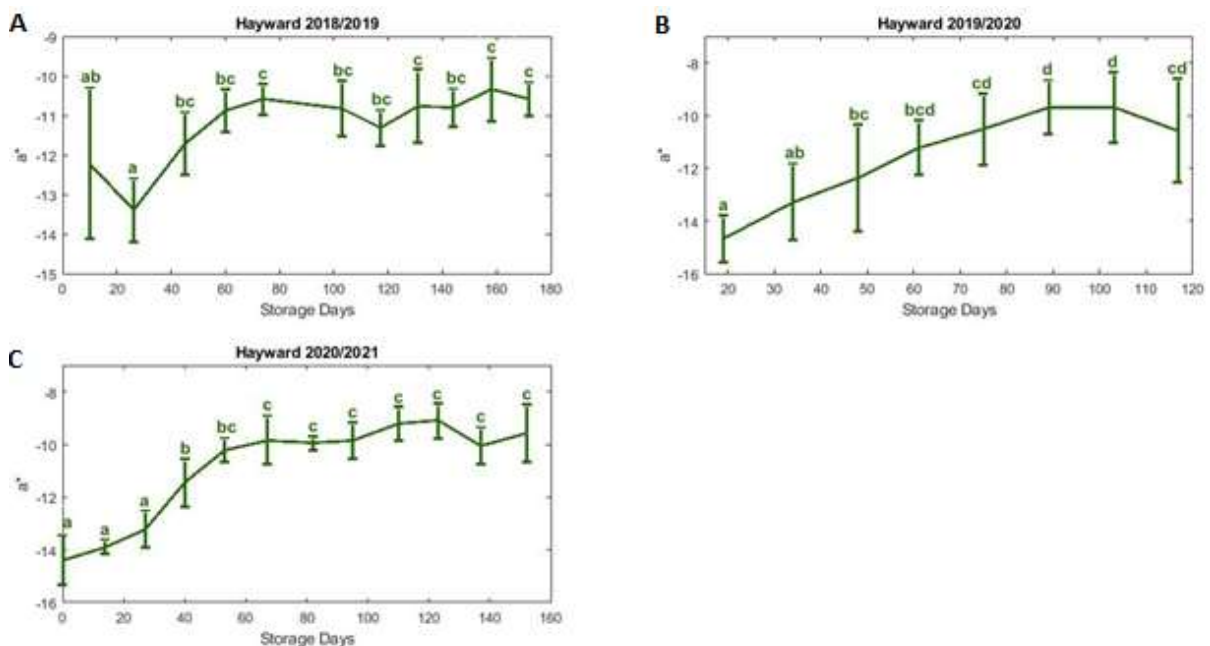 A
Hayward 2018/2019
-9
-10
-11
-12
-13
-14
-15
a*
ab
a
bc
bc
c
bc
bc
c
bc
c
c
0 20 40 60 80 100 120 140 160 180
Storage Days
B
Hayward 2019/2020
-8
-10
-12
-14
-16
a*
a
ab
bc
bcd
cd
d
d
cd
20 30 40 50 60 70 80 90 100 110 120
Storage Days
C
Hayward 2020/2021
-8
-10
-12
-14
-16
a*
a
a
a
b
bc
c
c
c
c
c
c
c
0 20 40 60 80 100 120 140 160
Storage Days